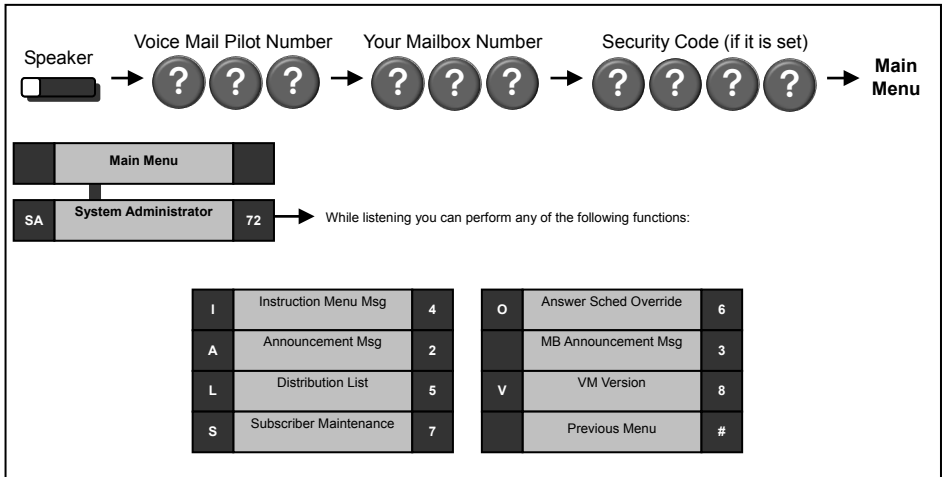 Speaker
Voice Mail Pilot Number
Your Mailbox Number
Security Code (if it is set)
? ? ?
? ? ?
? ? ? ?
Main
Menu
Main Menu
SA System Administrator 72
While listening you can perform any of the following functions:
I Instruction Menu Msg 4
O Answer Sched Override 6
A Announcement Msg 2
MB Announcement Msg 3
L Distribution List 5
V VM Version 8
S Subscriber Maintenance 7
Previous Menu #